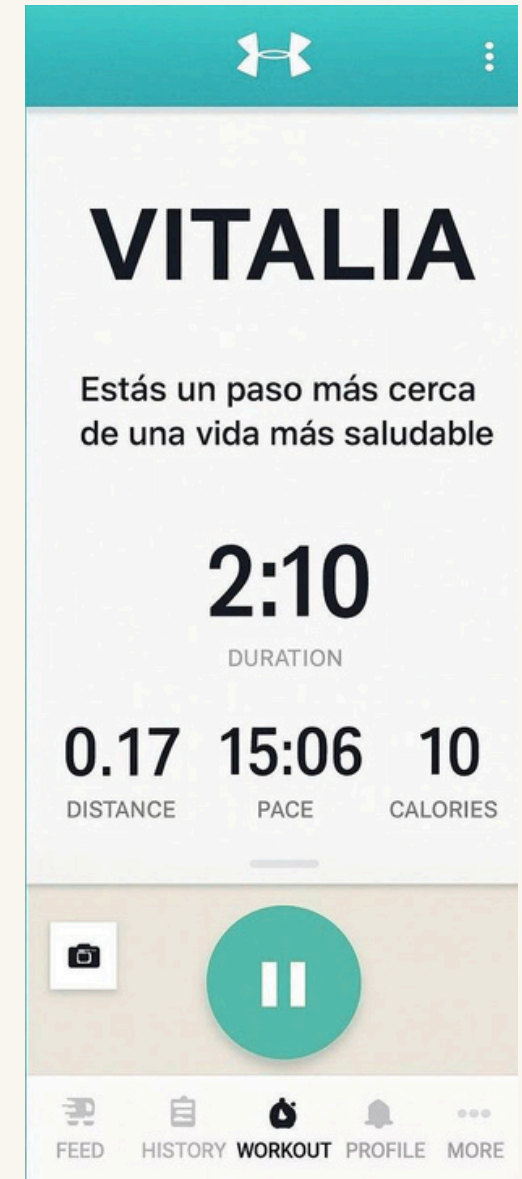 VITALIA
Estás un paso más cerca
de una vida más saludable
2:10
DURATION
0.17 15:06 10
DISTANCE PACE CALORIES
FEED HISTORY WORKOUT PROFILE MORE